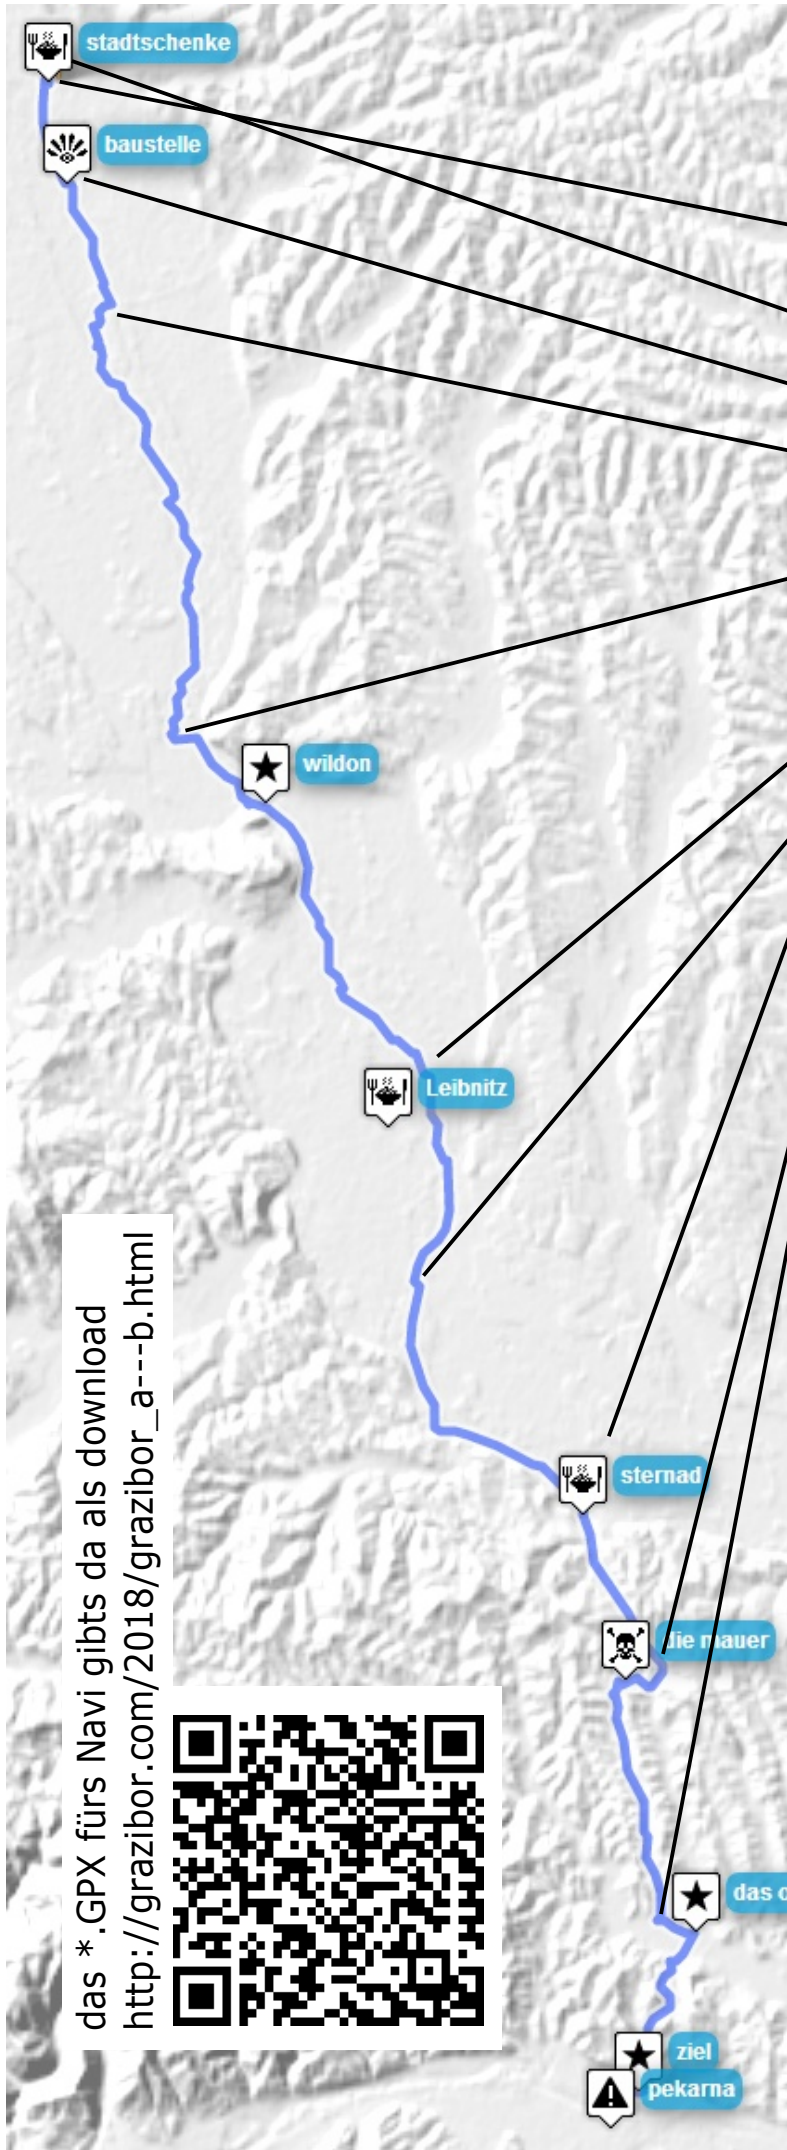 stadtschenke
baustelle
wildon
Leibnitz
sternad
die mauer
das
ziel
pekarna
das *.GPX fürs Navi gibts da als download
http://grazibor.com/2018/grazibor_a---b.html